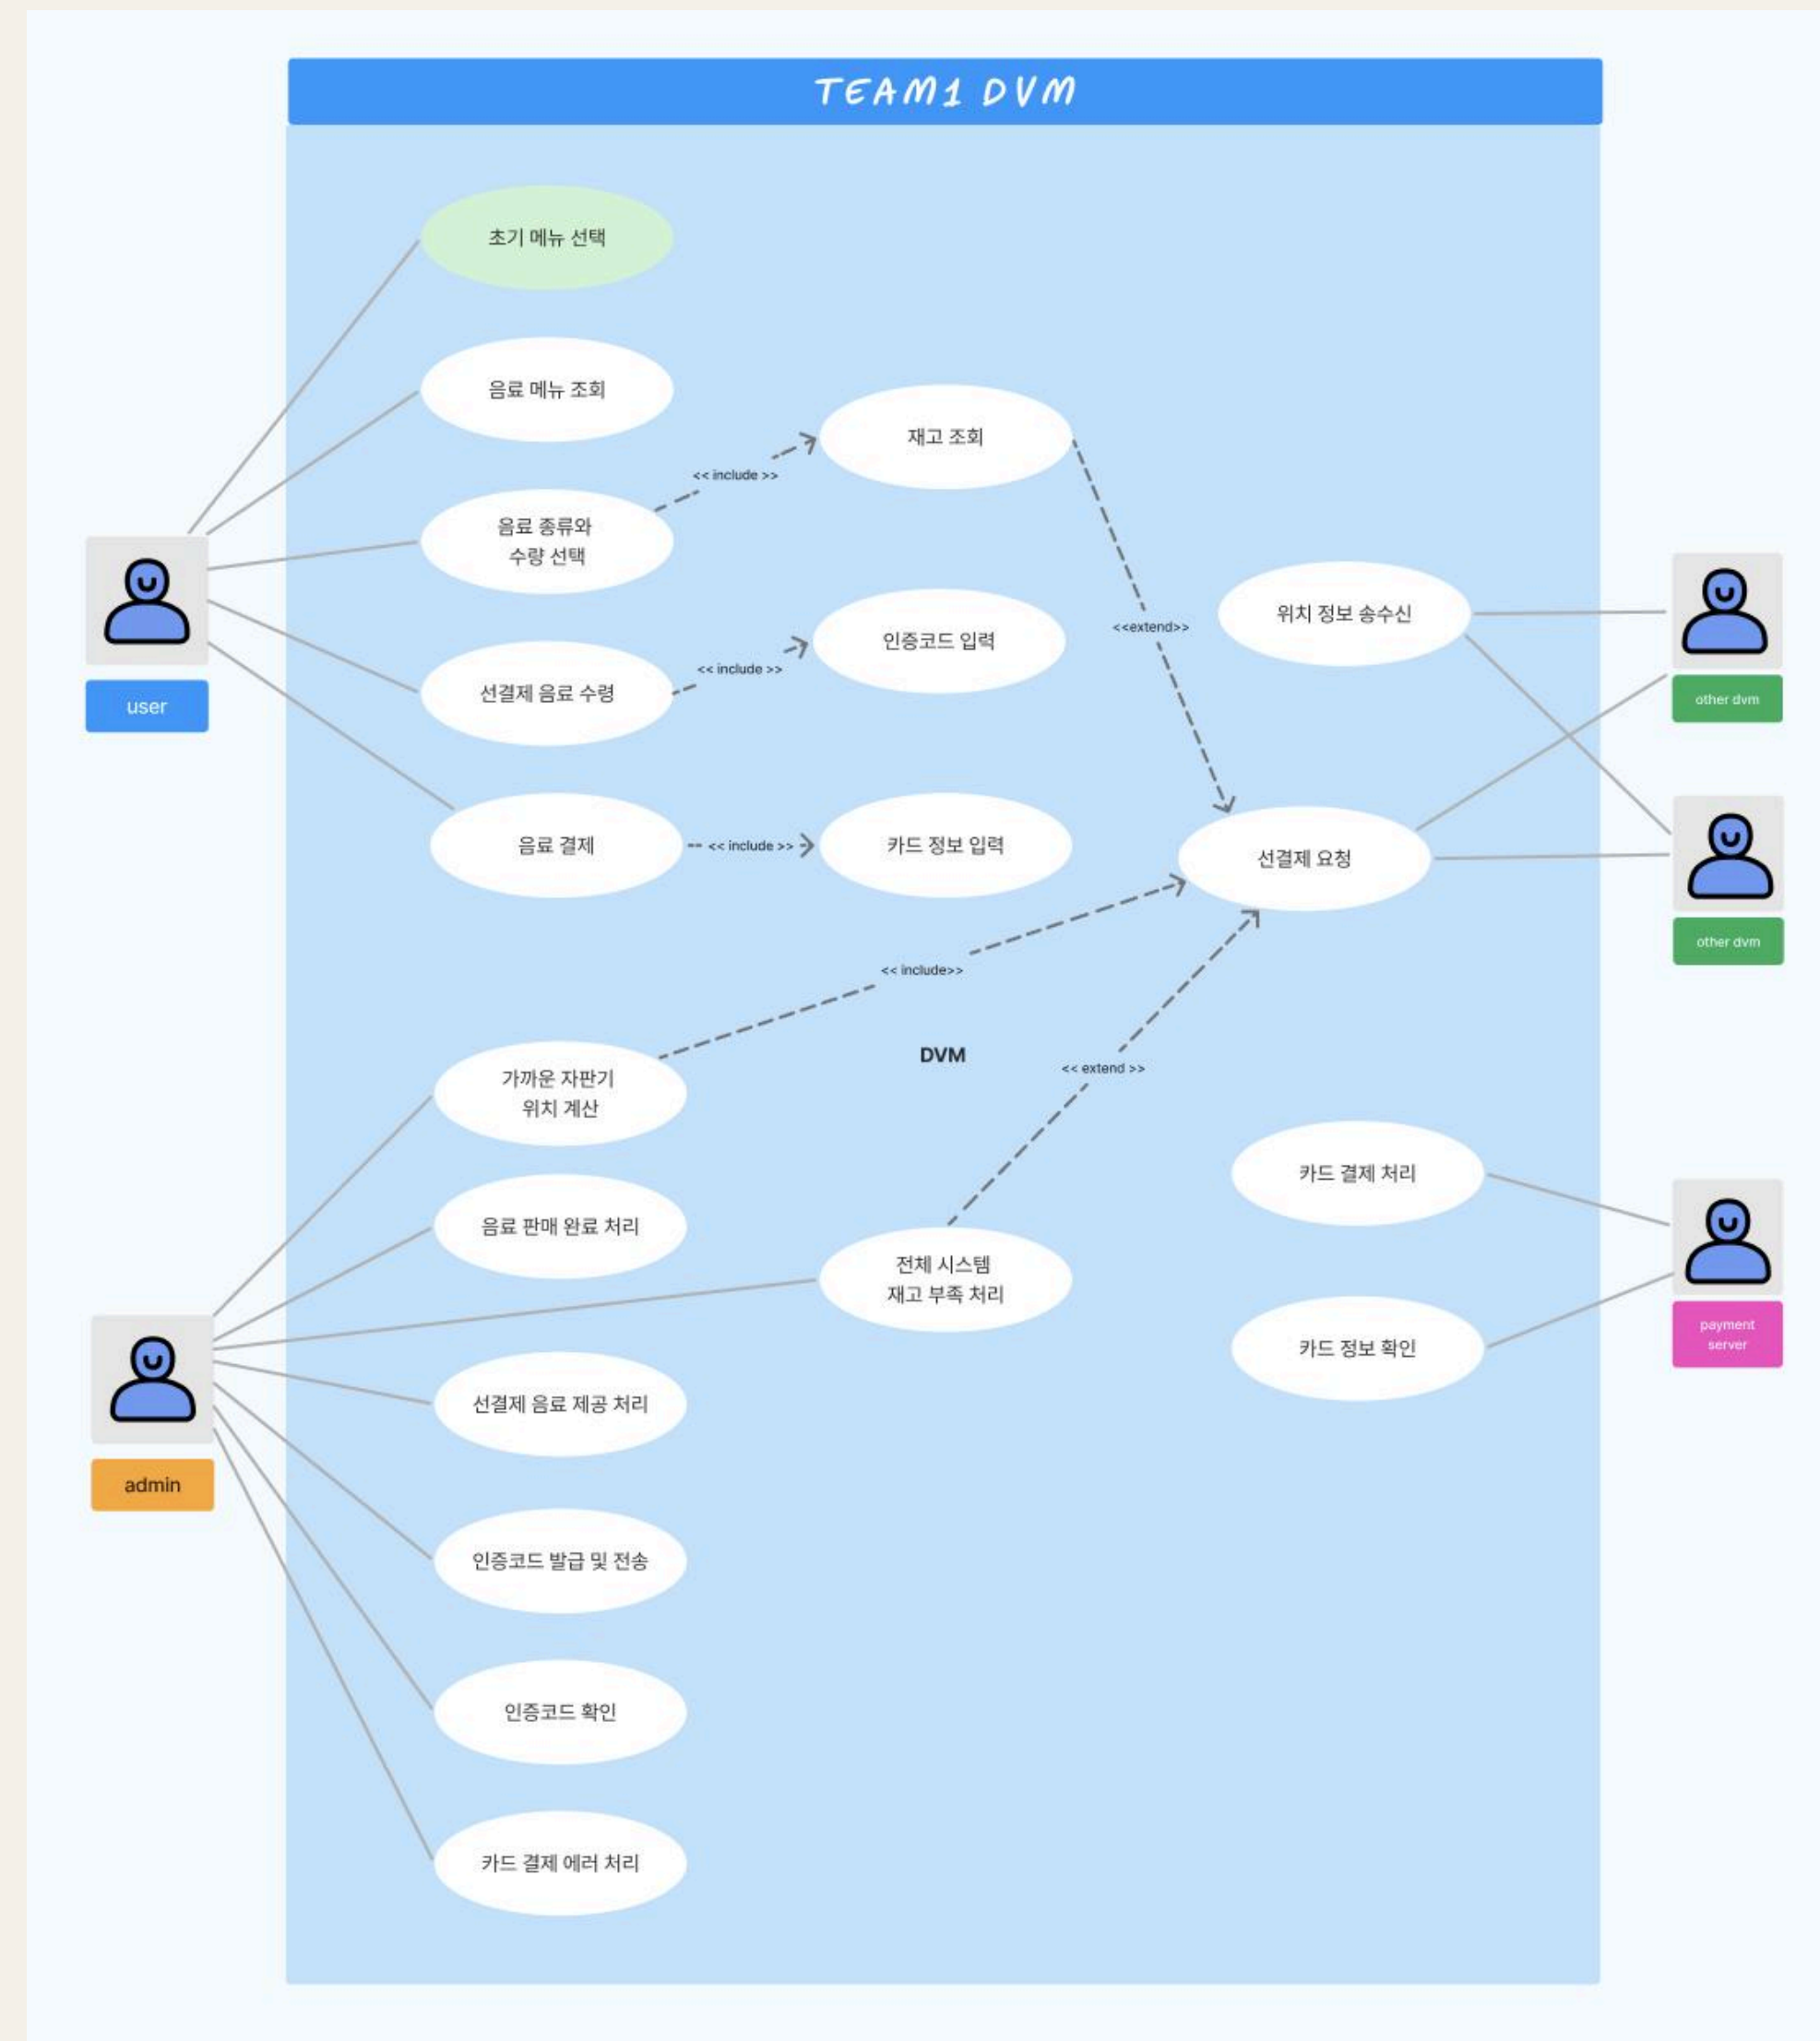 TEAM1 DVM
초기 메뉴 선택
음료 메뉴 조회
재고 조회
<< include >>
음료 종류와
수량 선택
위치 정보 송수신
<<extend>>
인증코드 입력
<< include >>
선결제 음료 수령
user
other dvm
음료 결제
<< include >>
카드 정보 입력
선결제 요청
other dvm
<< include>>
DVM
<< extend >>
가까운 자판기
위치 계산
카드 결제 처리
음료 판매 완료 처리
전체 시스템
재고 부족 처리
카드 정보 확인
payment
server
선결제 음료 제공 처리
admin
인증코드 발급 및 전송
인증코드 확인
카드 결제 에러 처리